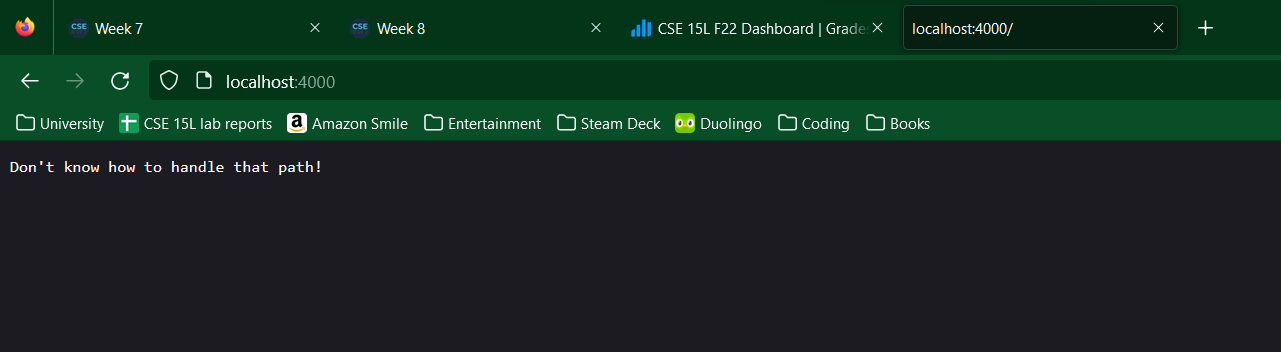 CSE Week 7
CSE Week 8
CSE 15L F22 Dashboard | Grade
localhost:4000/
localhost:4000
University
CSE 15L lab reports
Amazon Smile
Entertainment
Steam Deck
Duolingo
Coding
Books
Don't know how to handle that path!